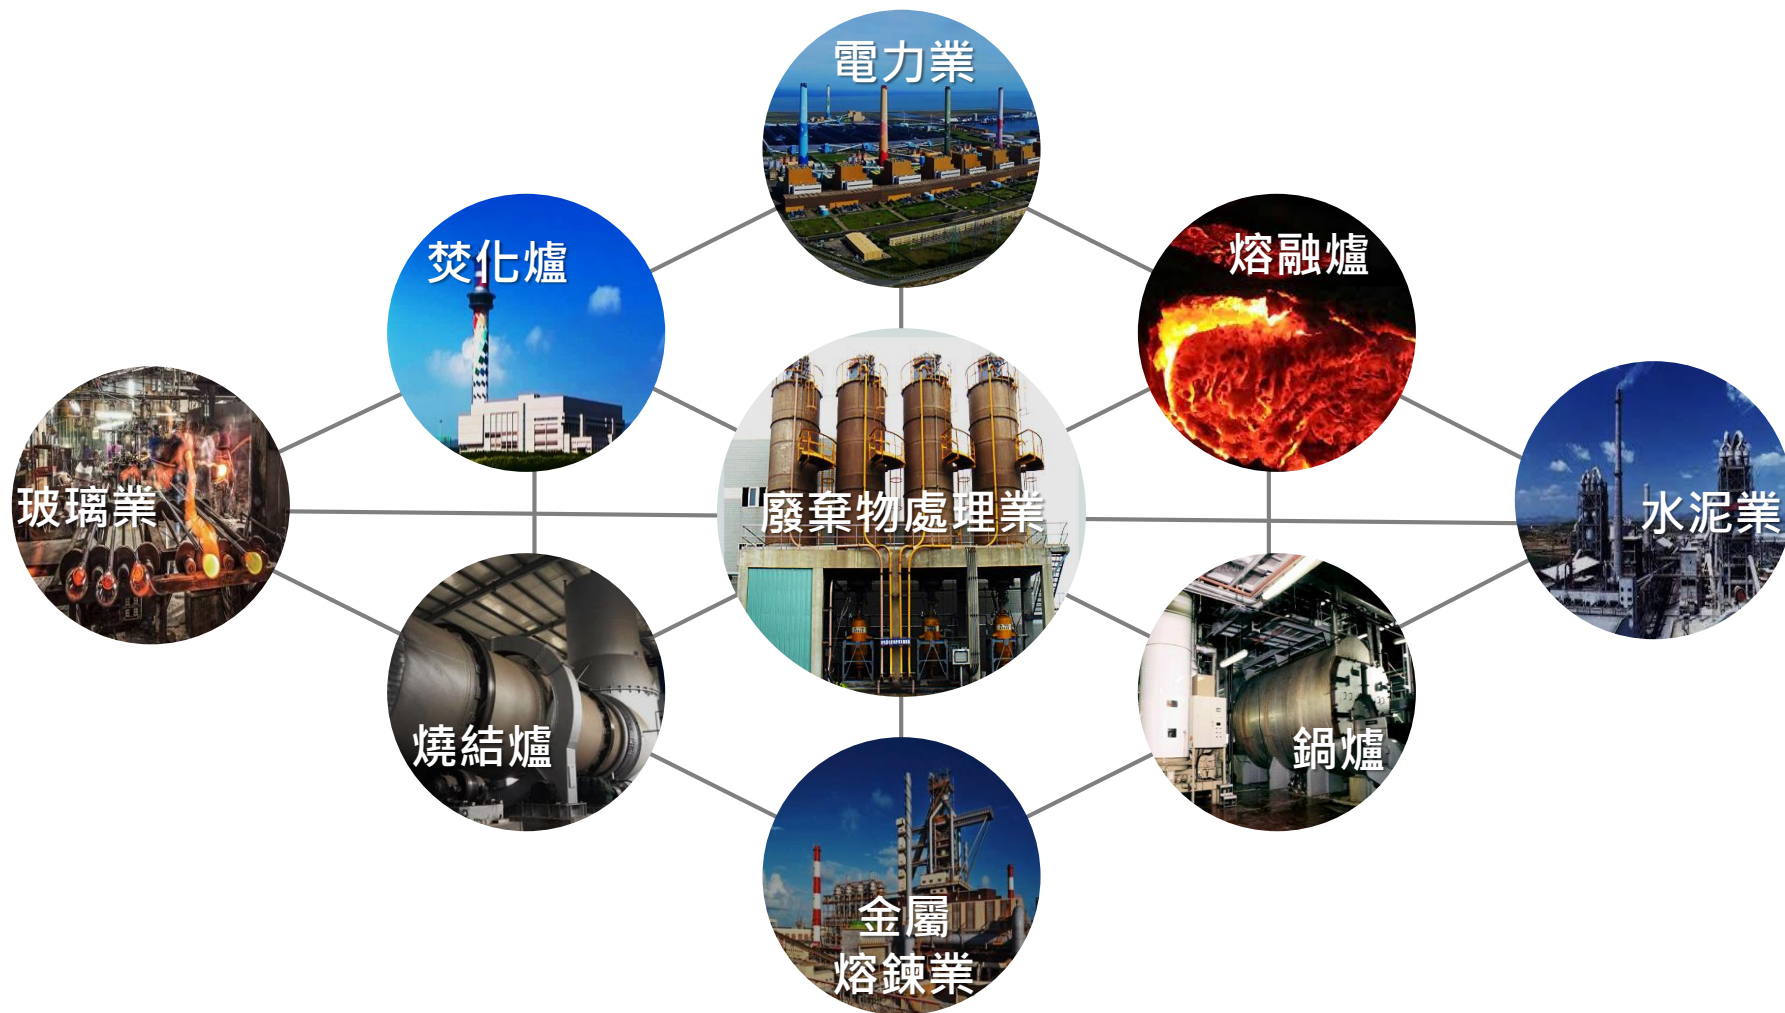 電力業
焚化爐
熔融爐
玻璃業
廢棄物處理業
水泥業
燒結爐
鍋爐
金屬
熔鍊業